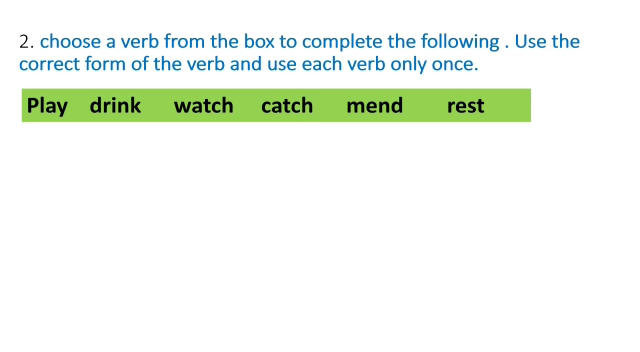 2. choose a verb from the box to complete the following . Use the
correct form of the verb and use each verb only once.
Play drink watch catch mend rest